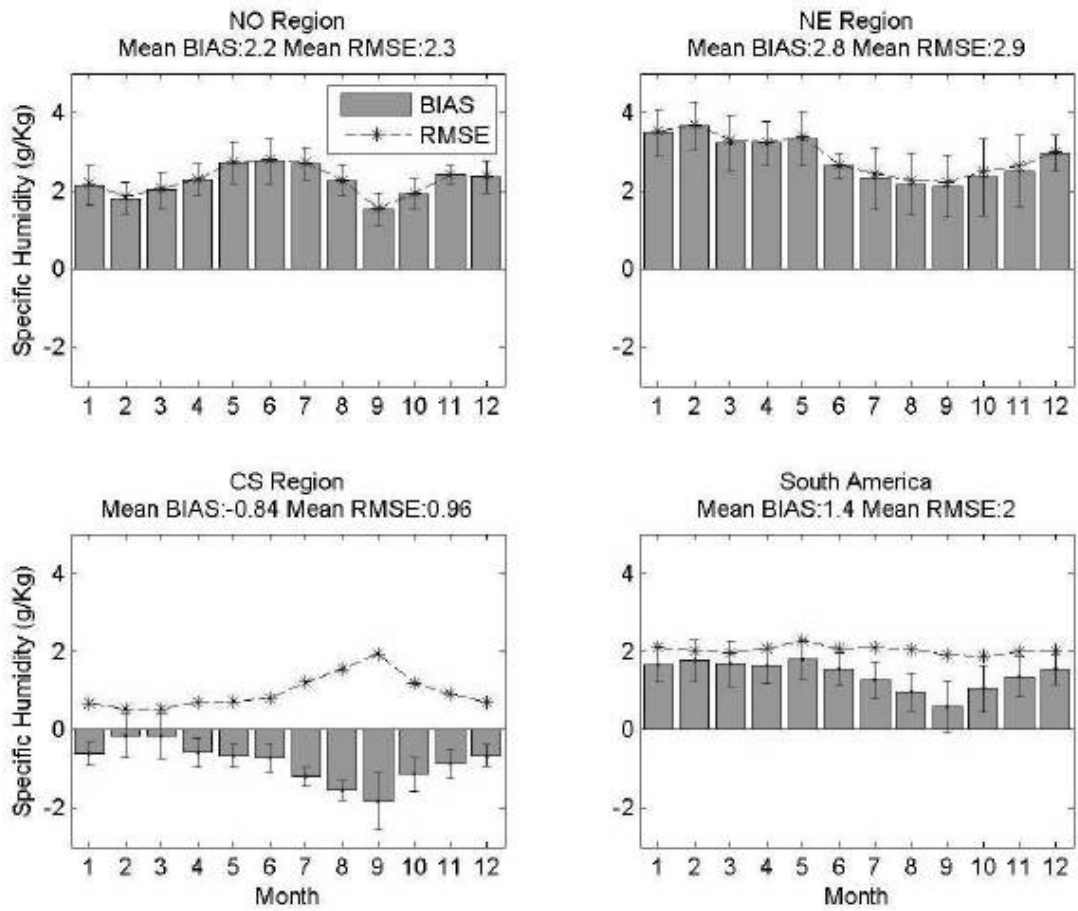 NO Region
Mean BIAS:2.2 Mean RMSE:2.3
Specific Humidity (g/Kg)
4
2
0
-2
BIAS
RMSE
1 2 3 4 5 6 7 8 9 10 11 12
NE Region
Mean BIAS:2.8 Mean RMSE:2.9
4
2
0
-2
1 2 3 4 5 6 7 8 9 10 11 12
CS Region
Mean BIAS:-0.84 Mean RMSE:0.96
Specific Humidity (g/Kg)
4
2
0
-2
1 2 3 4 5 6 7 8 9 10 11 12
Month
South America
Mean BIAS:1.4 Mean RMSE:2
4
2
0
-2
1 2 3 4 5 6 7 8 9 10 11 12
Month